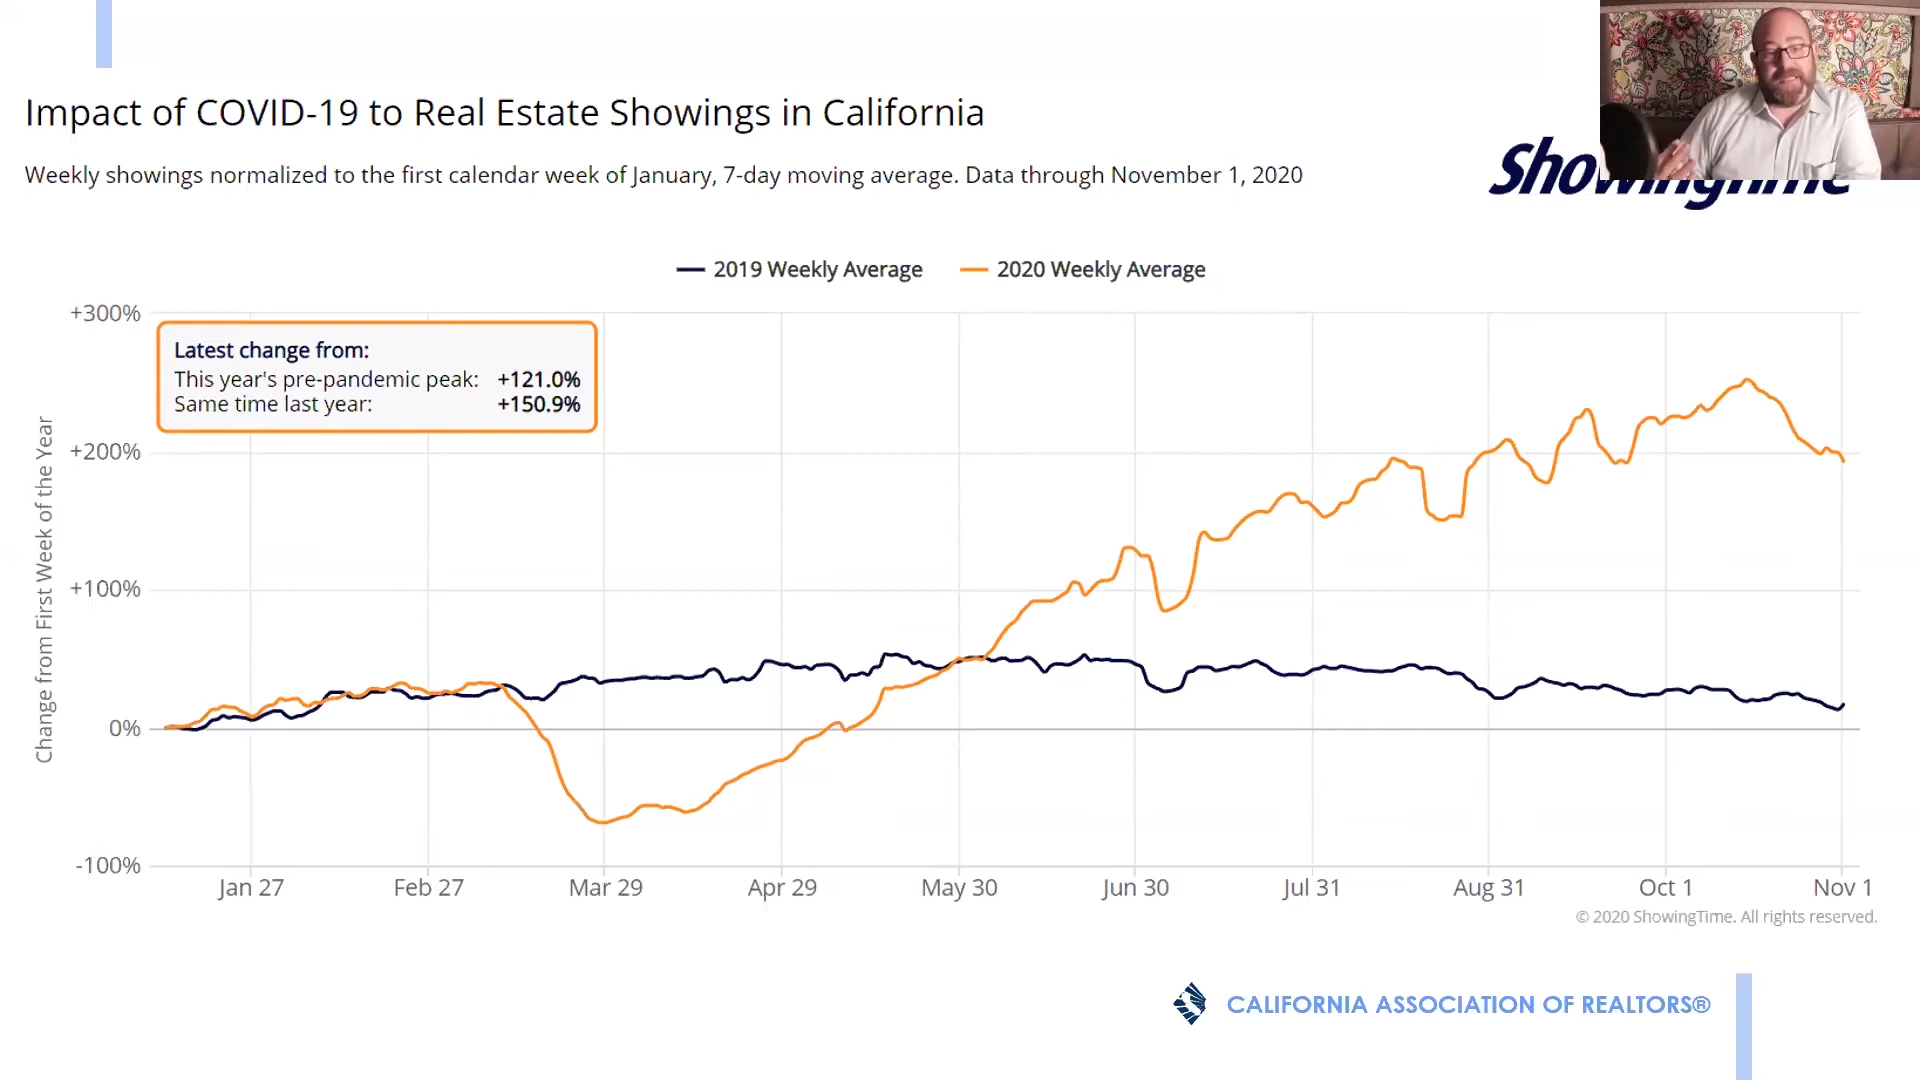 Impact of COVID-19 to Real Estate Showings in California
Weekly showings normalized to the first calendar week of January, 7-day moving average. Data through November 1, 2020
ShowingTime
2019 Weekly Average
2020 Weekly Average
Change from First Week of the Year
+300%
+200%
+100%
0%
-100%
Latest change from:
This year's pre-pandemic peak: +121.0%
Same time last year: +150.9%
Jan 27 Feb 27 Mar 29 Apr 29 May 30 Jun 30 Jul 31 Aug 31 Oct 1 Nov 1
© 2020 ShowingTime. All rights reserved.
CALIFORNIA ASSOCIATION OF REALTORS®